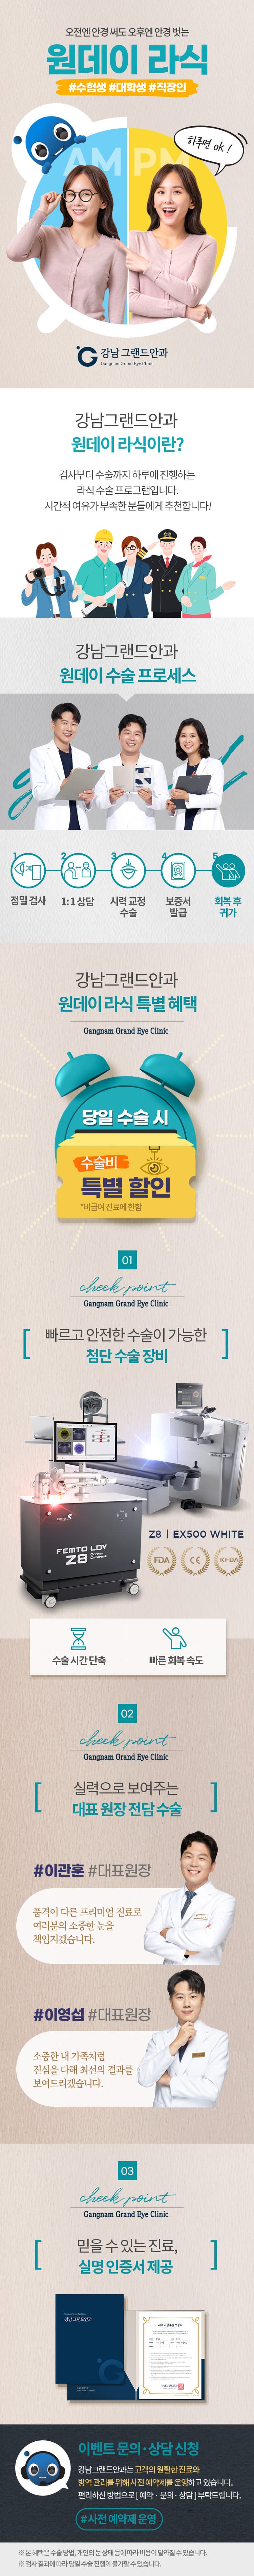 오전엔 안경 써도 오후엔 안경 벗는
원데이 라식
#수험생 #대학생 #직장인
하루면 ok !
AM PM
강남 그랜드안과
Gangnam Grand Eye Clinic
강남그랜드안과
원데이 라식이란?
검사부터 수술까지 하루에 진행하는
라식 수술 프로그램입니다.
시간적 여유가 부족한 분들에게 추천합니다!
강남그랜드안과
원데이 수술 프로세스
1 2 3 4 5
정밀 검사
1:1 상담
시력 교정
수술
보증서
발급
회복 후
귀가
강남그랜드안과
원데이 라식 특별 혜택
Gangnam Grand Eye Clinic
당일 수술 시
수술비
특별 할인
*비급여 진료에 한함
01
check point
Gangnam Grand Eye Clinic
[ 빠르고 안전한 수술이 가능한 ]
첨단 수술 장비
FEMTO LDV
Z8
Z8 | EX500 WHITE
FDA CE KFDA
수술 시간 단축
빠른 회복 속도
02
check point
Gangnam Grand Eye Clinic
[ 실력으로 보여주는 ]
대표 원장 전담 수술
#이관훈 #대표원장
품격이 다른 프리미엄 진료로
여러분의 소중한 눈을
책임지겠습니다.
#이영섭 #대표원장
소중한 내 가족처럼
진심을 다해 최선의 결과를
보여드리겠습니다.
03
check point
Gangnam Grand Eye Clinic
[ 믿을 수 있는 진료, ]
실명 인증서 제공
강남 그랜드안과
이벤트 문의 · 상담 신청
강남그랜드안과는 고객의 원활한 진료와
방역 관리를 위해 사전 예약제를 운영하고 있습니다.
편리하신 방법으로 [ 예약 · 문의 · 상담 ] 부탁드립니다.
#사전 예약제 운영
※ 본 혜택은 수술 방법, 개인의 눈 상태 등에 따라 비용이 달라질 수 있습니다.
※ 검사 결과에 따라 당일 수술 진행이 불가할 수 있습니다.